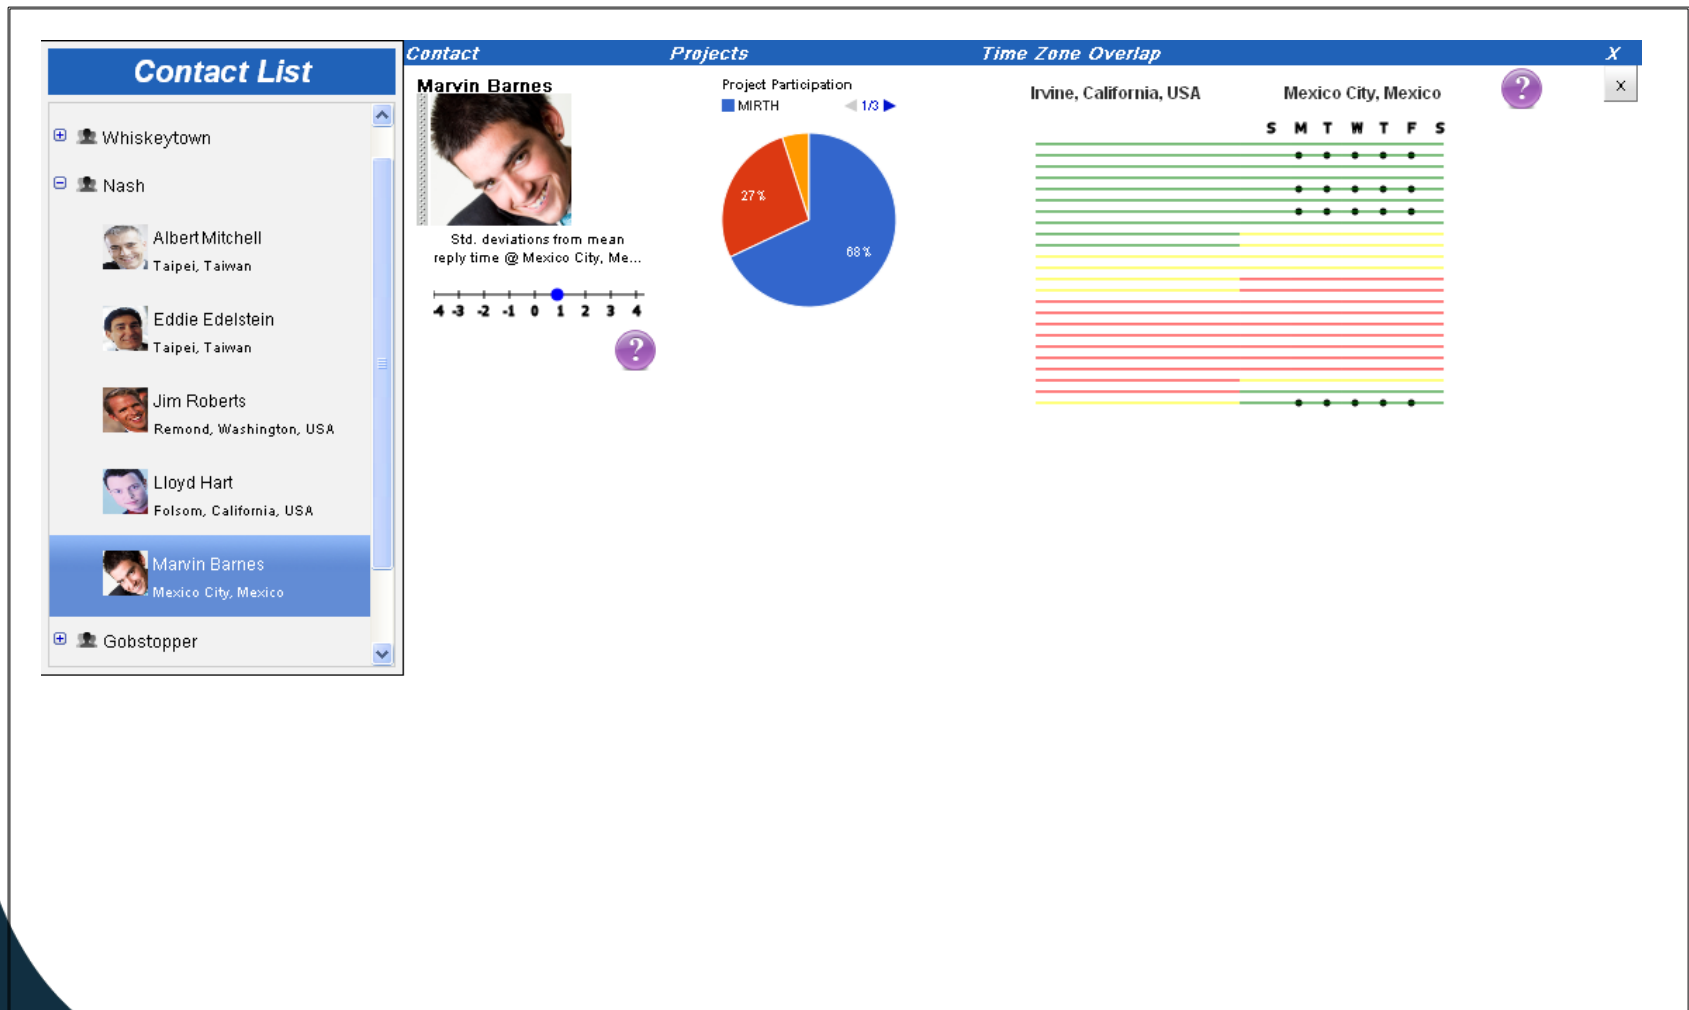 Contact List
Whiskeytown
Nash
Albert Mitchell
Taipei, Taiwan
Eddie Edelstein
Taipei, Taiwan
Jim Roberts
Remond, Washington, USA
Lloyd Hart
Folsom, California, USA
Marvin Barnes
Mexico City, Mexico
Gobstopper
Contact Projects Time Zone Overlap X
Marvin Barnes
Std. deviations from mean
reply time @ Mexico City, Me...
-4 -3 -2 -1 0 1 2 3 4
?
Project Participation
MIRTH 1/3
27%
68%
Irvine, California, USA Mexico City, Mexico
S M T W T F S
?
X